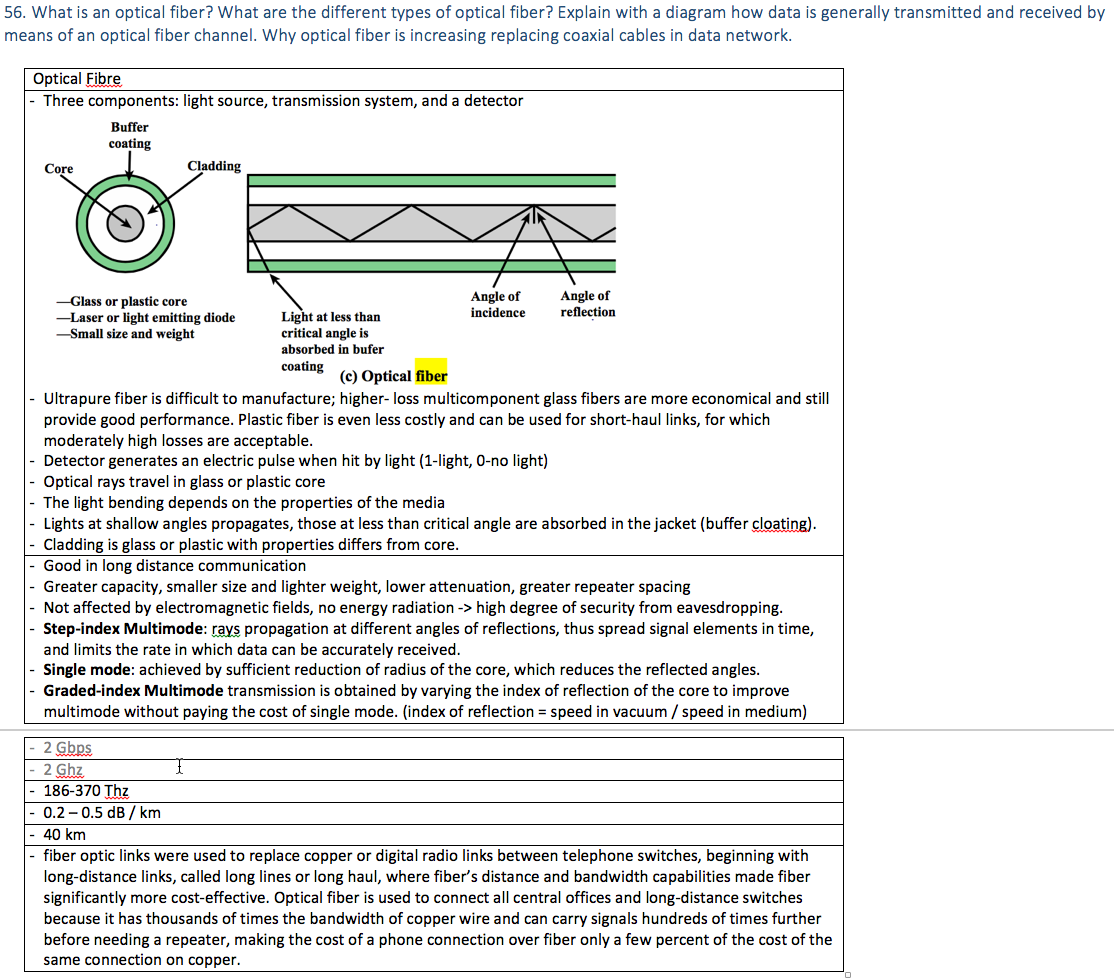 56. What is an optical fiber? What are the different types of optical fiber? Explain with a diagram how data is generally transmitted and received by
means of an optical fiber channel. Why optical fiber is increasing replacing coaxial cables in data network.
Optical Fibre
- Three components: light source, transmission system, and a detector
Buffer
coating
Core
Cladding
—Glass or plastic core
—Laser or light emitting diode
—Small size and weight
Light at less than
critical angle is
absorbed in bufer
coating
Angle of
incidence
Angle of
reflection
(c) Optical fiber
- Ultrapure fiber is difficult to manufacture; higher- loss multicomponent glass fibers are more economical and still
provide good performance. Plastic fiber is even less costly and can be used for short-haul links, for which
moderately high losses are acceptable.
- Detector generates an electric pulse when hit by light (1-light, 0-no light)
- Optical rays travel in glass or plastic core
- The light bending depends on the properties of the media
- Lights at shallow angles propagates, those at less than critical angle are absorbed in the jacket (buffer cloating).
- Cladding is glass or plastic with properties differs from core.
- Good in long distance communication
- Greater capacity, smaller size and lighter weight, lower attenuation, greater repeater spacing
- Not affected by electromagnetic fields, no energy radiation -> high degree of security from eavesdropping.
- Step-index Multimode: rays propagation at different angles of reflections, thus spread signal elements in time,
and limits the rate in which data can be accurately received.
- Single mode: achieved by sufficient reduction of radius of the core, which reduces the reflected angles.
- Graded-index Multimode transmission is obtained by varying the index of reflection of the core to improve
multimode without paying the cost of single mode. (index of reflection = speed in vacuum / speed in medium)
- 2 Gbps
- 2 Ghz
- 186-370 Thz
- 0.2 – 0.5 dB / km
- 40 km
- fiber optic links were used to replace copper or digital radio links between telephone switches, beginning with
long-distance links, called long lines or long haul, where fiber's distance and bandwidth capabilities made fiber
significantly more cost-effective. Optical fiber is used to connect all central offices and long-distance switches
because it has thousands of times the bandwidth of copper wire and can carry signals hundreds of times further
before needing a repeater, making the cost of a phone connection over fiber only a few percent of the cost of the
same connection on copper.